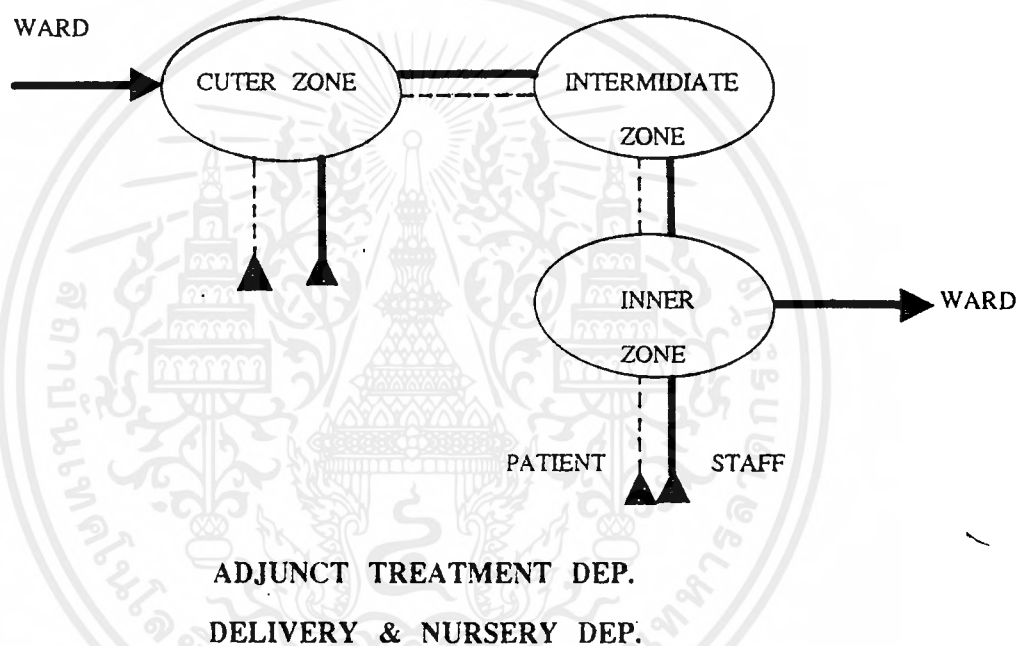 WARD
CUTER ZONE
INTERMIDIATE
ZONE
INNER
ZONE
WARD
PATIENT
STAFF
ADJUNCT TREATMENT DEP.
DELIVERY & NURSERY DEP.